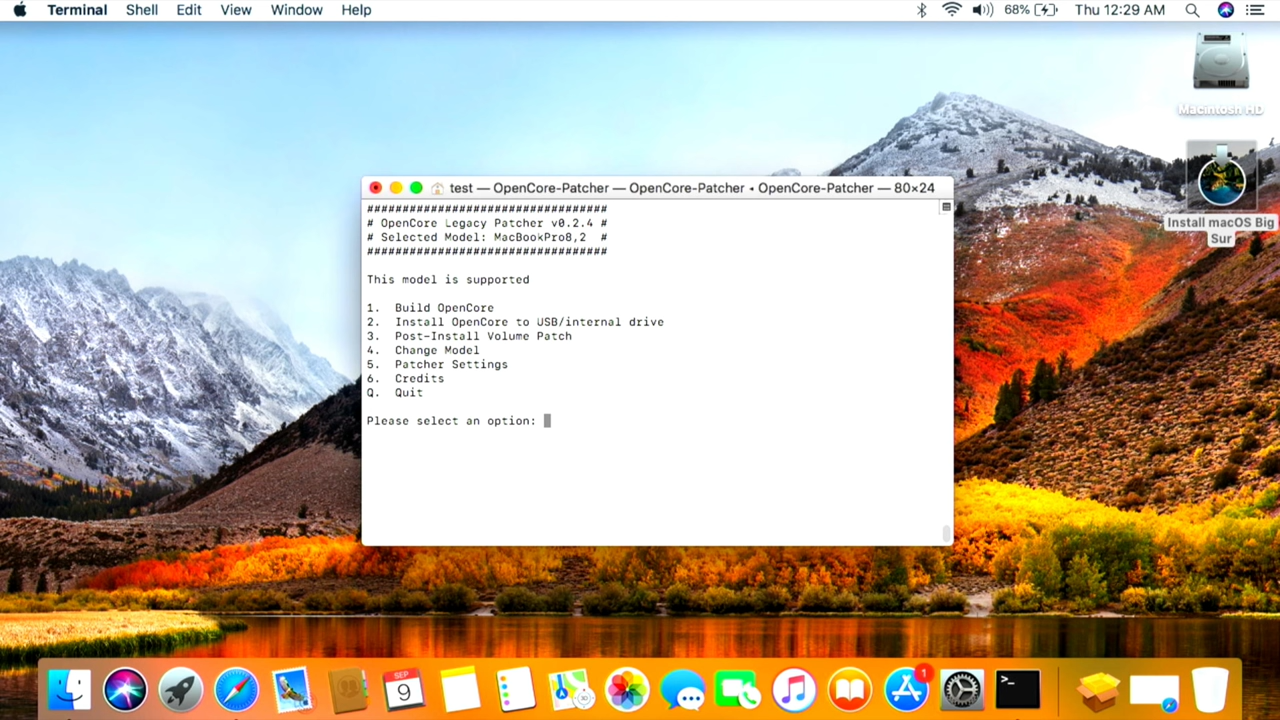 Terminal Shell Edit View Window Help 68% Thu 12:29 AM
Macintosh HD
Install macOS Big
Sur
test — OpenCore-Patcher — OpenCore-Patcher • OpenCore-Patcher — 80×24
##################################
# OpenCore Legacy Patcher v0.2.4 #
# Selected Model: MacBookPro8,2  #
##################################
This model is supported
1.  Build OpenCore
2.  Install OpenCore to USB/internal drive
3.  Post-Install Volume Patch
4.  Change Model
5.  Patcher Settings
6.  Credits
Q.  Quit
Please select an option:
SEP
9
1
>_